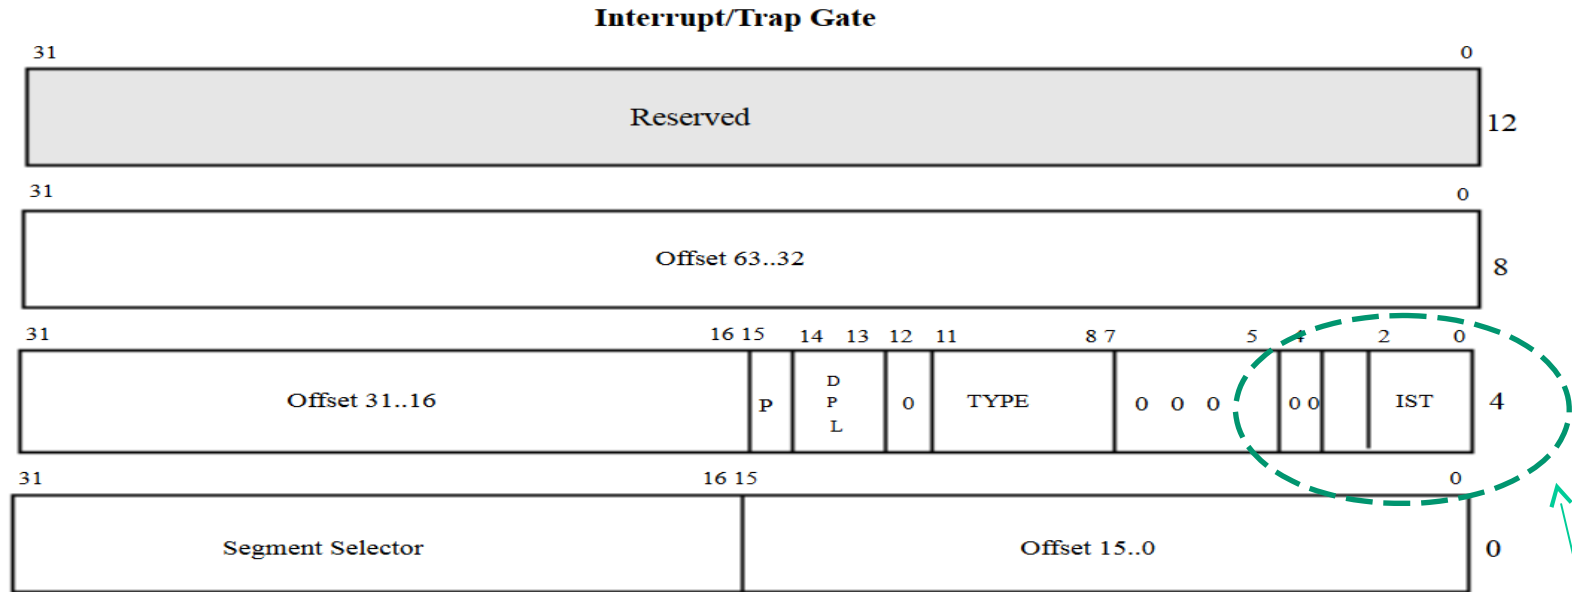 Interrupt/Trap Gate
31 0
Reserved 12
31 0
Offset 63..32 8
31 16 15 14 13 12 11 8 7 5 4 2 0
Offset 31..16 P D P L 0 TYPE 0 0 0 0 0 IST 4
31 16 15 0
Segment Selector Offset 15..0 0